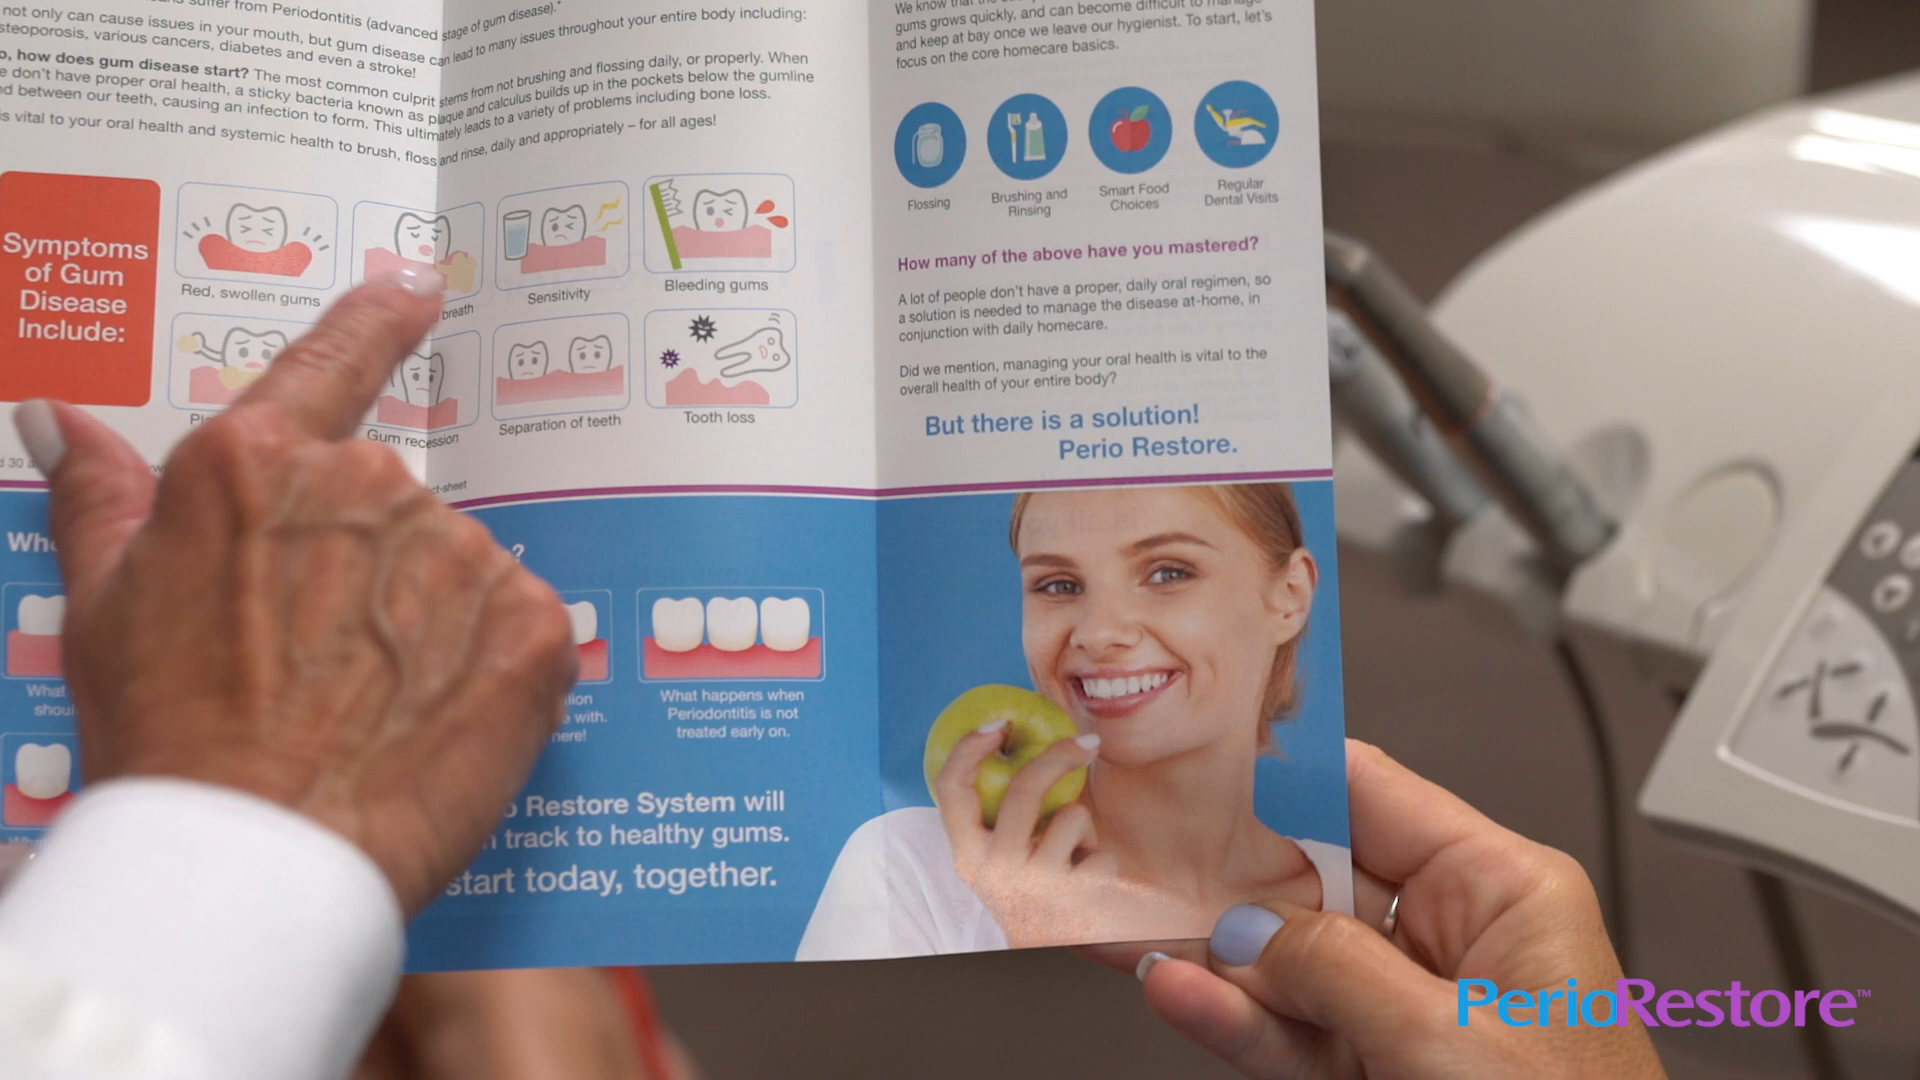 suffer from Periodontitis (advanced stage of gum disease).*
not only can cause issues in your mouth, but gum disease can lead to many issues throughout your entire body including:
steoporosis, various cancers, diabetes and even a stroke!
o, how does gum disease start? The most common culprit stems from not brushing and flossing daily, or properly. When
e don't have proper oral health, a sticky bacteria known as plaque and calculus builds up in the pockets below the gumline
d between our teeth, causing an infection to form. This ultimately leads to a variety of problems including bone loss.
s vital to your oral health and systemic health to brush, floss and rinse, daily and appropriately – for all ages!
Symptoms
of Gum
Disease
Include:
Red, swollen gums
breath
Sensitivity
Bleeding gums
Gum recession
Separation of teeth
Tooth loss
ct-sheet
We know that the
gums grows quickly, and can become difficult to manage
and keep at bay once we leave our hygienist. To start, let's
focus on the core homecare basics.
Flossing
Brushing and
Rinsing
Smart Food
Choices
Regular
Dental Visits
How many of the above have you mastered?
A lot of people don't have a proper, daily oral regimen, so
a solution is needed to manage the disease at-home, in
conjunction with daily homecare.
Did we mention, managing your oral health is vital to the
overall health of your entire body?
But there is a solution!
Perio Restore.
?
What
shoul
lion
with.
here!
What happens when
Periodontitis is not
treated early on.
o Restore System will
track to healthy gums.
start today, together.
PerioRestore™